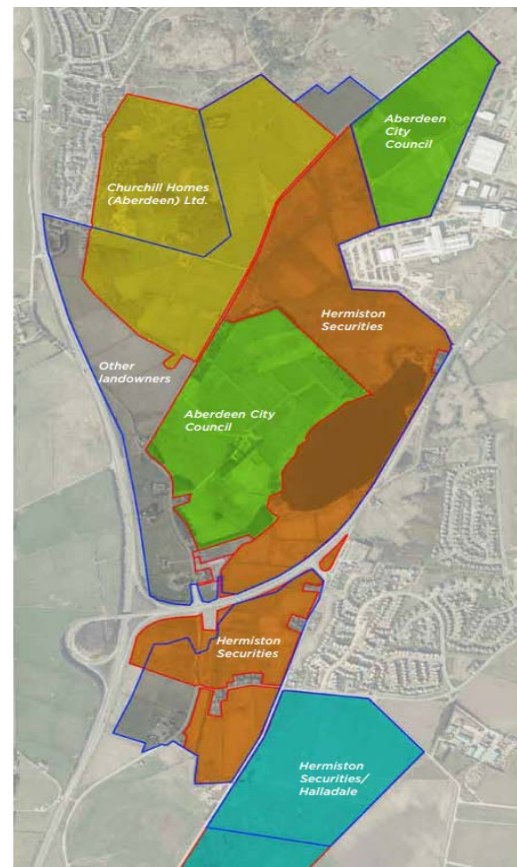 Aberdeen
City
Council
Churchill Homes
(Aberdeen) Ltd.
Hermiston
Securities
Other
landowners
Aberdeen City
Council
Hermiston
Securities
Hermiston
Securities/
Halladale